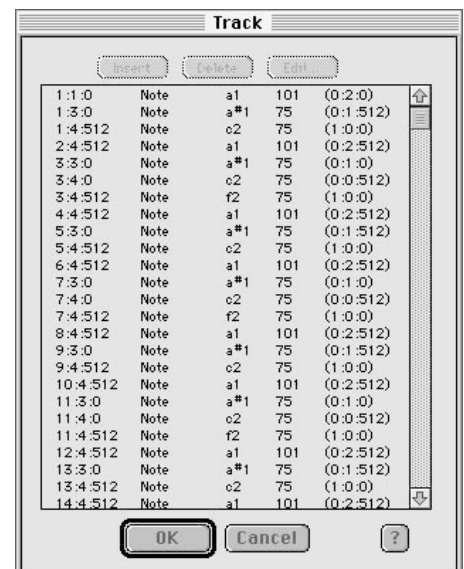 Track
Insert Delete Edit
1:1:0 Note a1 101 (0:2:0)
1:3:0 Note a#1 75 (0:1:512)
1:4:512 Note c2 75 (1:0:0)
2:4:512 Note a1 101 (0:2:512)
3:3:0 Note a#1 75 (0:1:0)
3:4:0 Note c2 75 (0:0:512)
3:4:512 Note f2 75 (1:0:0)
4:4:512 Note a1 101 (0:2:512)
5:3:0 Note a#1 75 (0:1:512)
5:4:512 Note c2 75 (1:0:0)
6:4:512 Note a1 101 (0:2:512)
7:3:0 Note a#1 75 (0:1:0)
7:4:0 Note c2 75 (0:0:512)
7:4:512 Note f2 75 (1:0:0)
8:4:512 Note a1 101 (0:2:512)
9:3:0 Note a#1 75 (0:1:512)
9:4:512 Note c2 75 (1:0:0)
10:4:512 Note a1 101 (0:2:512)
11:3:0 Note a#1 75 (0:1:0)
11:4:0 Note c2 75 (0:0:512)
11:4:512 Note f2 75 (1:0:0)
12:4:512 Note a1 101 (0:2:512)
13:3:0 Note a#1 75 (0:1:512)
13:4:512 Note c2 75 (1:0:0)
14:4:512 Note a1 101 (0:2:512)
OK Cancel ?